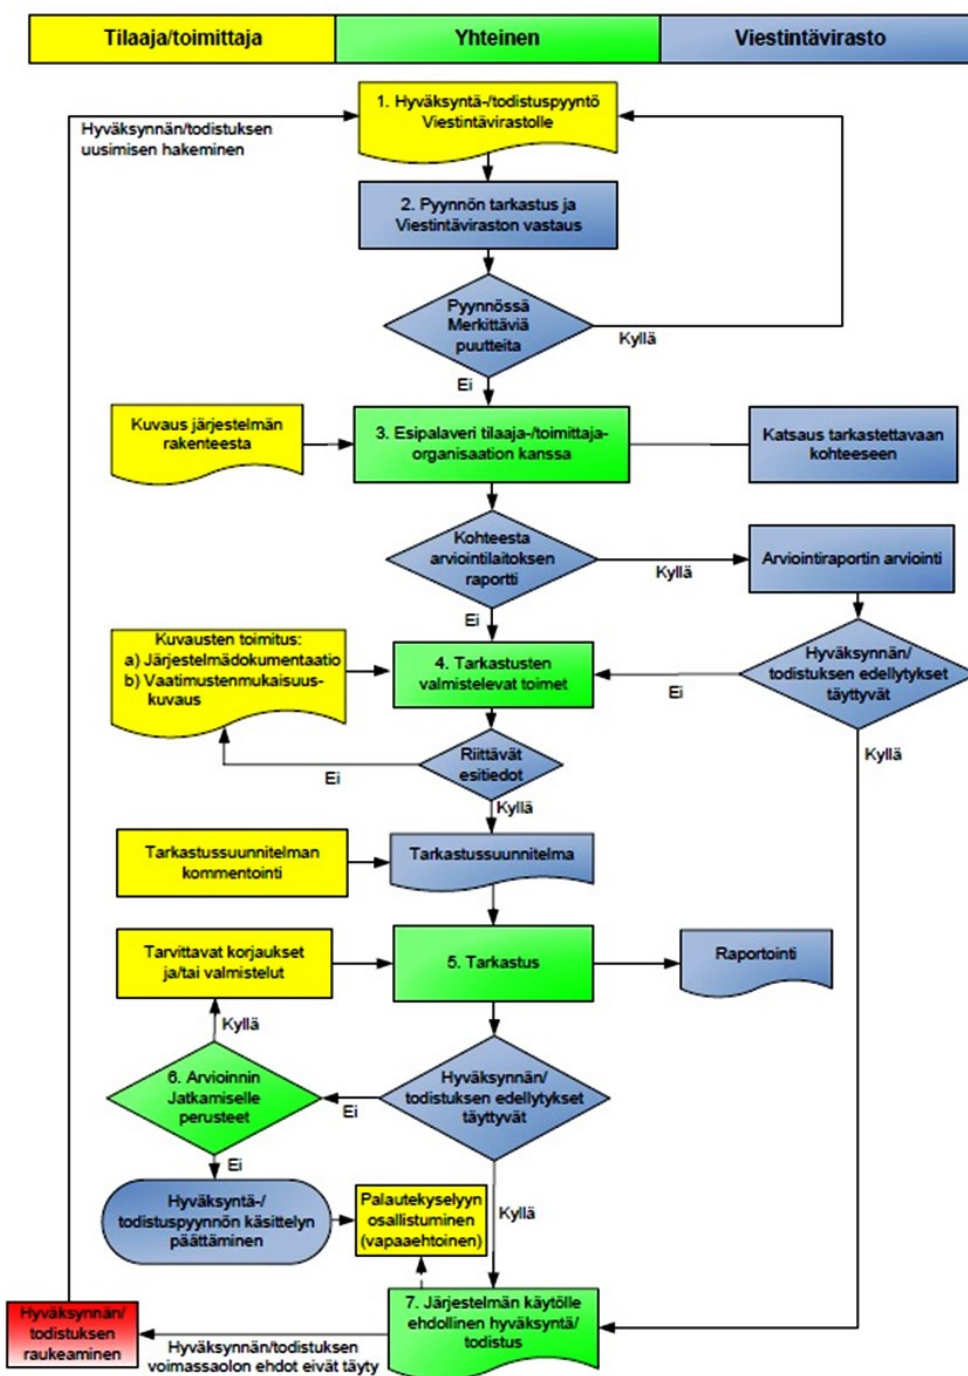 Tilaaja/toimittaja
Yhteinen
Viestintävirasto
1. Hyväksyntä-/todistuspyyntö
Viestintävirastolle
Hyväksynnän/todistuksen
uusimisen hakeminen
2. Pyynnön tarkastus ja
Viestintäviraston vastaus
Pyynnössä
Merkittäviä
puutteita
Kyllä
Ei
Kuvaus järjestelmän
rakenteesta
3. Esipalaveri tilaaja-/toimittaja-
organisaation kanssa
Katsaus tarkastettavaan
kohteeseen
Kohteesta
arviointilaitoksen
raportti
Kyllä
Arviointiraportin arviointi
Ei
Kuvausten toimitus:
a) Järjestelmädokumentaatio
b) Vaatimustenmukaisuus-
kuvaus
4. Tarkastusten
valmistelevat toimet
Ei
Hyväksynnän/
todistuksen edellytykset
täyttyvät
Kyllä
Riittävät
esitiedot
Ei
Kyllä
Tarkastussuunnitelman
kommentointi
Tarkastussuunnitelma
Tarvittavat korjaukset
ja/tai valmistelut
5. Tarkastus
Raportointi
Kyllä
6. Arvioinnin
Jatkamiselle
perusteet
Ei
Hyväksynnän/
todistuksen edellytykset
täyttyvät
Ei
Kyllä
Hyväksyntä-/
todistuspyynnön käsittelyn
päättäminen
Palautekyselyyn
osallistuminen
(vapaaehtoinen)
Hyväksynnän/
todistuksen
raukeaminen
Hyväksynnän/todistuksen
voimassaolon ehdot eivät täyty
7. Järjestelmän käytölle
ehdollinen hyväksyntä/
todistus